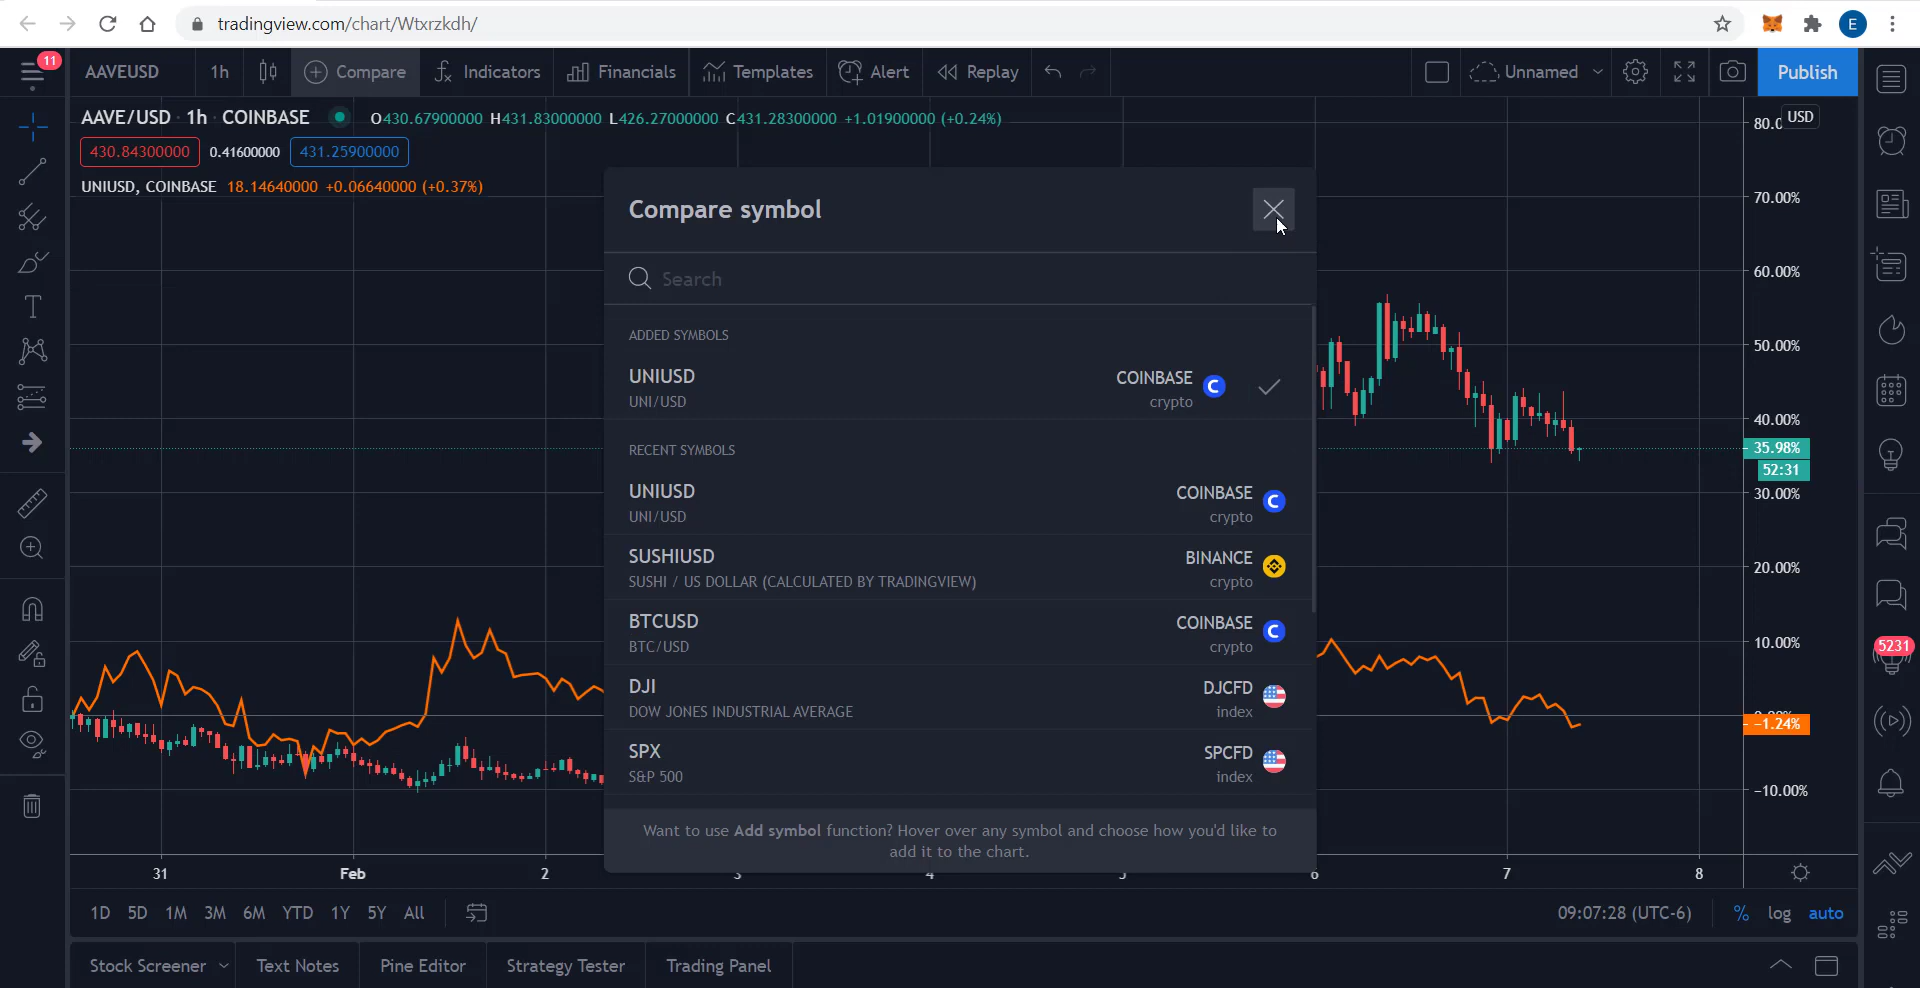 tradingview.com/chart/Wtxrzkdh/
E
11
AAVEUSD
1h
Compare
Indicators
Financials
Templates
Alert
Replay
Unnamed
Publish
AAVE/USD · 1h · COINBASE
O430.67900000 H431.83000000 L426.27000000 C431.28300000 +1.01900000 (+0.24%)
430.84300000 0.41600000 431.25900000
UNIUSD, COINBASE 18.14640000 +0.06640000 (+0.37%)
USD
70.00%
60.00%
50.00%
40.00%
35.98%
52:31
30.00%
20.00%
10.00%
-1.24%
-10.00%
5231
Compare symbol
Search
ADDED SYMBOLS
UNIUSD
UNI/USD
COINBASE
crypto
RECENT SYMBOLS
UNIUSD
UNI/USD
COINBASE
crypto
SUSHIUSD
SUSHI / US DOLLAR (CALCULATED BY TRADINGVIEW)
BINANCE
crypto
BTCUSD
BTC/USD
COINBASE
crypto
DJI
DOW JONES INDUSTRIAL AVERAGE
DJCFD
index
SPX
S&P 500
SPCFD
index
Want to use Add symbol function? Hover over any symbol and choose how you'd like to
add it to the chart.
31 Feb 2 3 4 5 6 7 8
1D 5D 1M 3M 6M YTD 1Y 5Y All
09:07:28 (UTC-6)
% log auto
Stock Screener
Text Notes
Pine Editor
Strategy Tester
Trading Panel